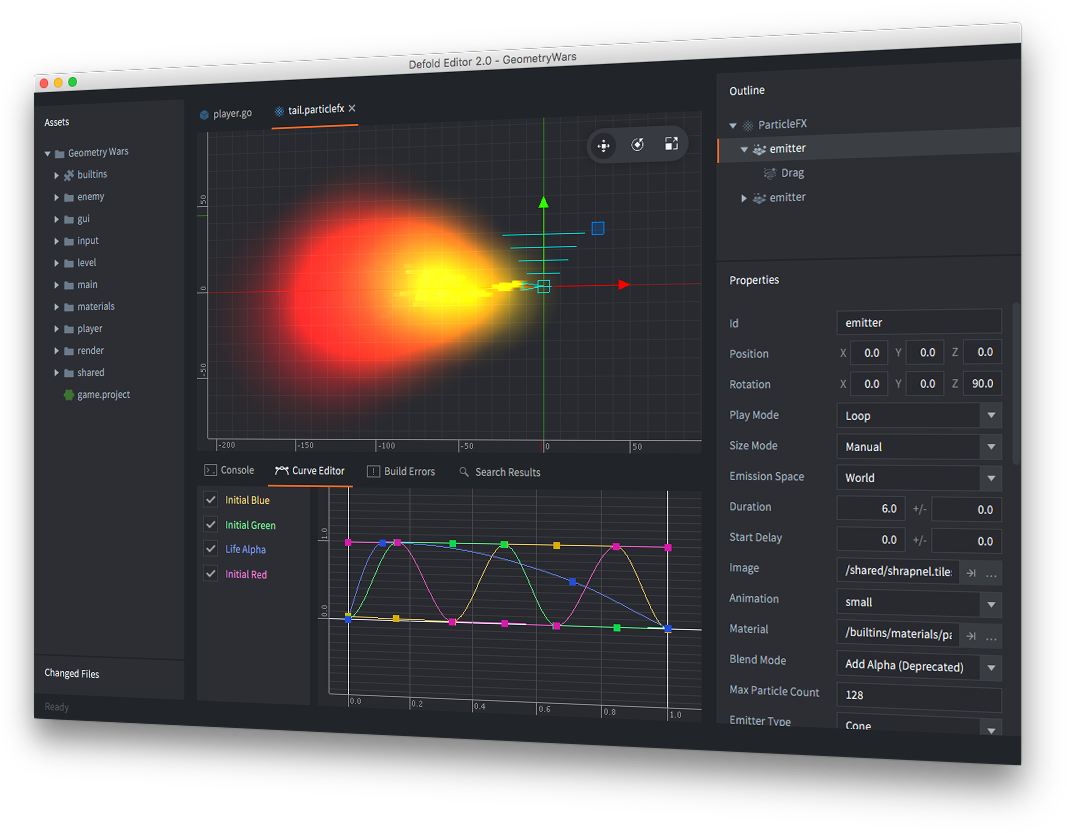 Defold Editor 2.0 - GeometryWars
Assets
Geometry Wars
builtins
enemy
gui
input
level
main
materials
player
render
shared
game.project
Changed Files
Ready
player.go
tail.particlefx
50
0
-50
-200
-150
-100
-50
0
50
Console
Curve Editor
Build Errors
Search Results
Initial Blue
Initial Green
Life Alpha
Initial Red
1.0
0.0
0.0
0.2
0.4
0.6
0.8
1.0
Outline
ParticleFX
emitter
Drag
emitter
Properties
Id emitter
Position X 0.0 Y 0.0 Z 0.0
Rotation X 0.0 Y 0.0 Z 90.0
Play Mode Loop
Size Mode Manual
Emission Space World
Duration 6.0 +/- 0.0
Start Delay 0.0 +/- 0.0
Image /shared/shrapnel.tile ...
Animation small
Material /builtins/materials/pa ...
Blend Mode Add Alpha (Deprecated)
Max Particle Count 128
Emitter Type Cone